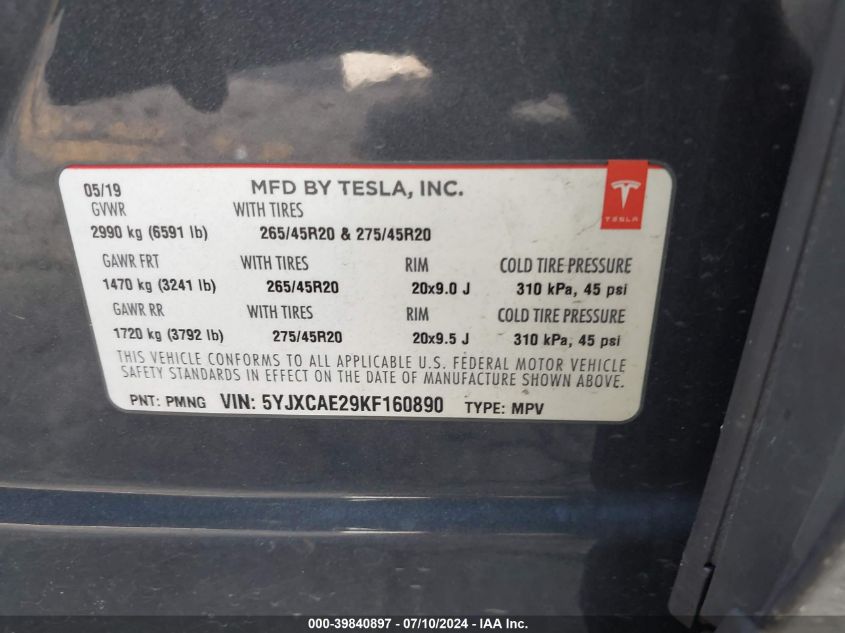 05/19 MFD BY TESLA, INC.
TESLA
GVWR WITH TIRES
2990 kg (6591 lb) 265/45R20 & 275/45R20
GAWR FRT WITH TIRES RIM COLD TIRE PRESSURE
1470 kg (3241 lb) 265/45R20 20x9.0 J 310 kPa, 45 psi
GAWR RR WITH TIRES RIM COLD TIRE PRESSURE
1720 kg (3792 lb) 275/45R20 20x9.5 J 310 kPa, 45 psi
THIS VEHICLE CONFORMS TO ALL APPLICABLE U.S. FEDERAL MOTOR VEHICLE
SAFETY STANDARDS IN EFFECT ON THE DATE OF MANUFACTURE SHOWN ABOVE.
PNT: PMNG VIN: 5YJXCAE29KF160890 TYPE: MPV
000-39840897 - 07/10/2024 - IAA Inc.